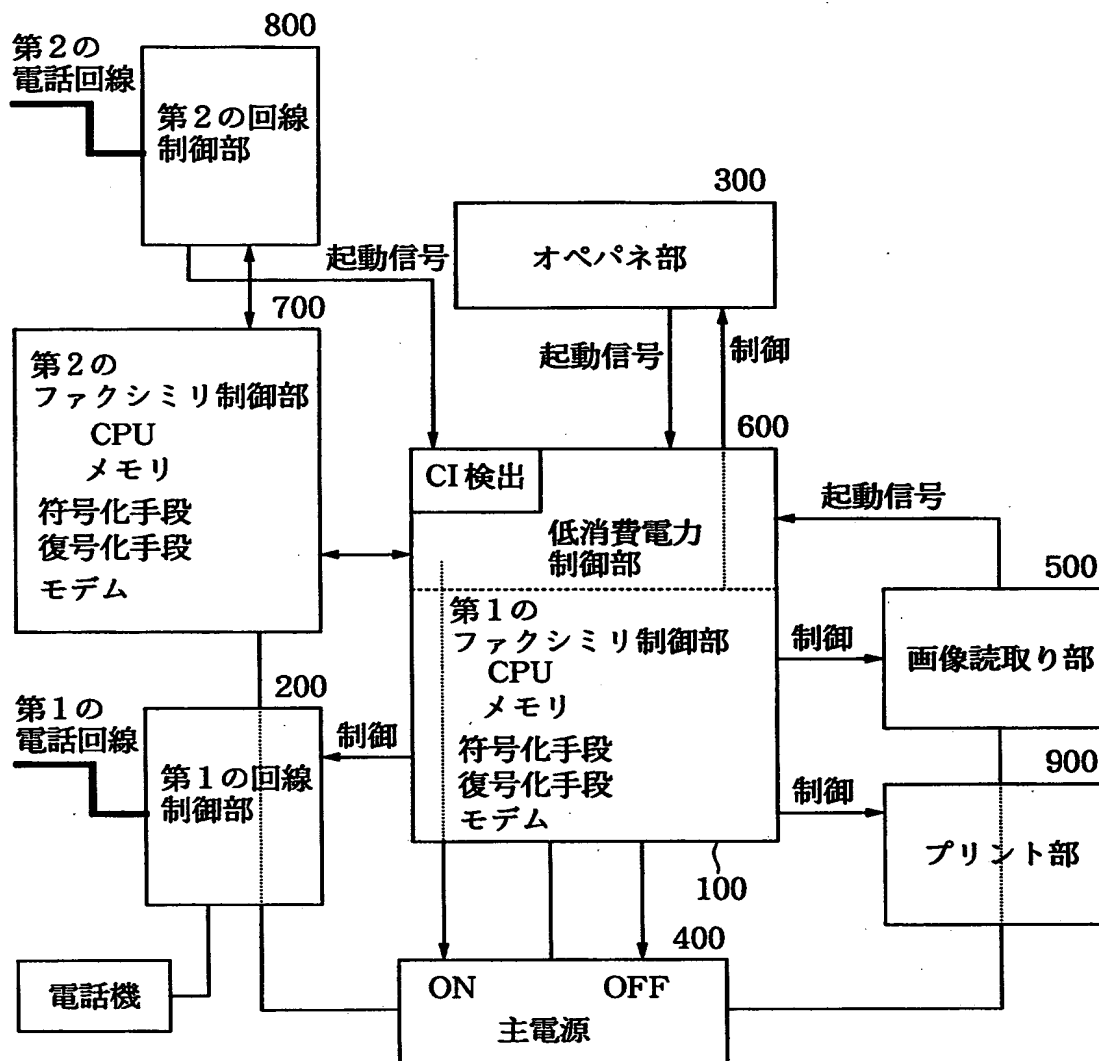 800
第2の
電話回線
第2の回線
制御部
300
オペパネ部
起動信号
700
起動信号
制御
第2の
ファクシミリ制御部
CPU
メモリ
符号化手段
復号化手段
モデム
600
CI検出
低消費電力
制御部
起動信号
500
画像読取り部
第1の
ファクシミリ制御部
CPU
メモリ
符号化手段
復号化手段
モデム
制御
200
第1の
電話回線
第1の回線
制御部
制御
900
制御
プリント部
100
電話機
400
ON
OFF
主電源